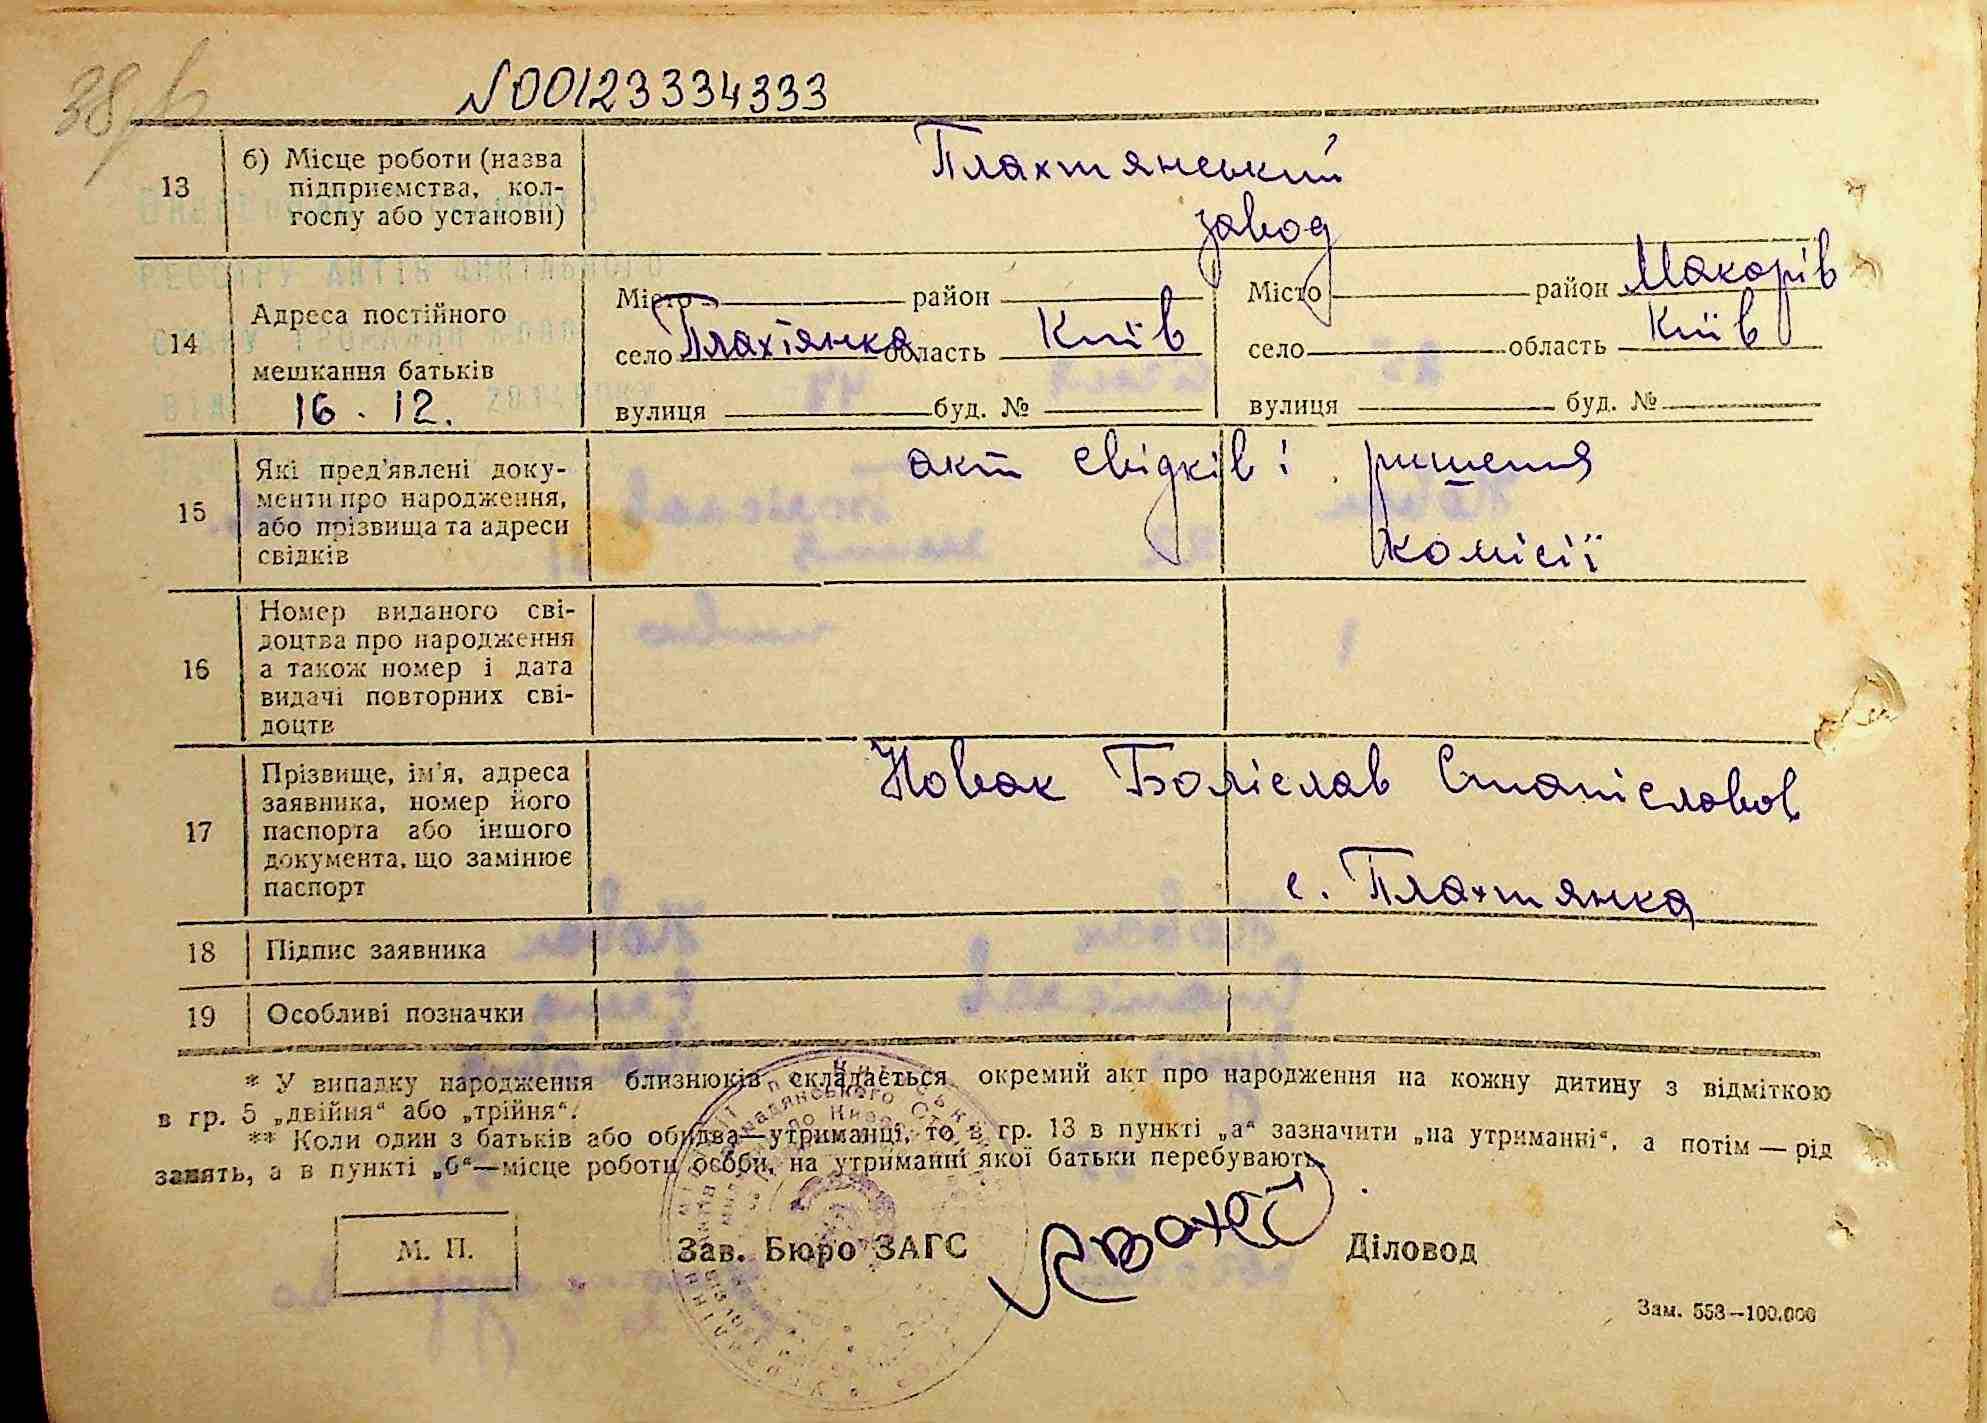 N00123334333
13
б) Місце роботи (назва
підприємства, кол-
госпу або установи)
Плахтянський
завод
14
Адреса постійного
мешкання батьків
16.12.
Місто район
село Плахтянка область Київ
вулиця буд. №
Місто район Макарів
село область Київ
вулиця буд. №
15
Які пред'явлені доку-
менти про народження,
або прізвища та адреси
свідків
акт свідків і ришення
комісії
16
Номер виданого сві-
доцтва про народження
а також номер і дата
видачі повторних сві-
доцтв
17
Прізвище, ім'я, адреса
заявника, номер його
паспорта або іншого
документа, що замінює
паспорт
Новак Боліслав Станіславов
с. Плахтянка
18
Підпис заявника
19
Особливі позначки
* У випадку народження близнюків складається окремий акт про народження на кожну дитину з відміткою
в гр. 5 „двійня“ або „трійня“.
** Коли один з батьків або обидва—утриманці, то в гр. 13 в пункті „а“ зазначити „на утриманні“, а потім — рід
занять, а в пункті „б“—місце роботи особи, на утриманні якої батьки перебувають.
М. П.
Зав. Бюро ЗАГС
Діловод
Зам. 553—100.000